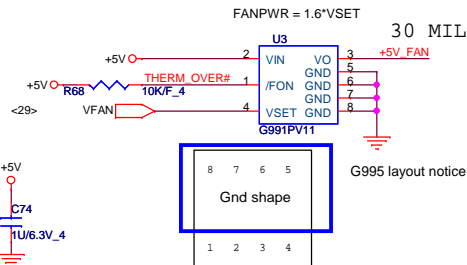 FANPWR = 1.6*VSET
30 MIL
U3
+5V 2 VIN VO 3 +5V_FAN
GND 5
+5V THERM_OVER# 1 /FON GND 6
R68 10K/F_4 GND 7
<29> VFAN 4 VSET GND 8
G991PV11
G995 layout notice
8 7 6 5
Gnd shape
1 2 3 4
+5V
C74
1U/6.3V_4